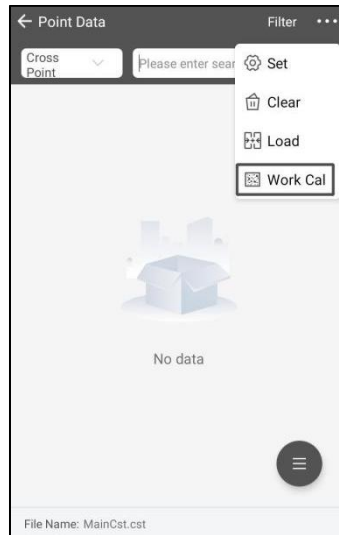 ← Point Data Filter ...
Cross
Point
Please enter sear
Set
Clear
Load
Work Cal
No data
File Name: MainCst.cst